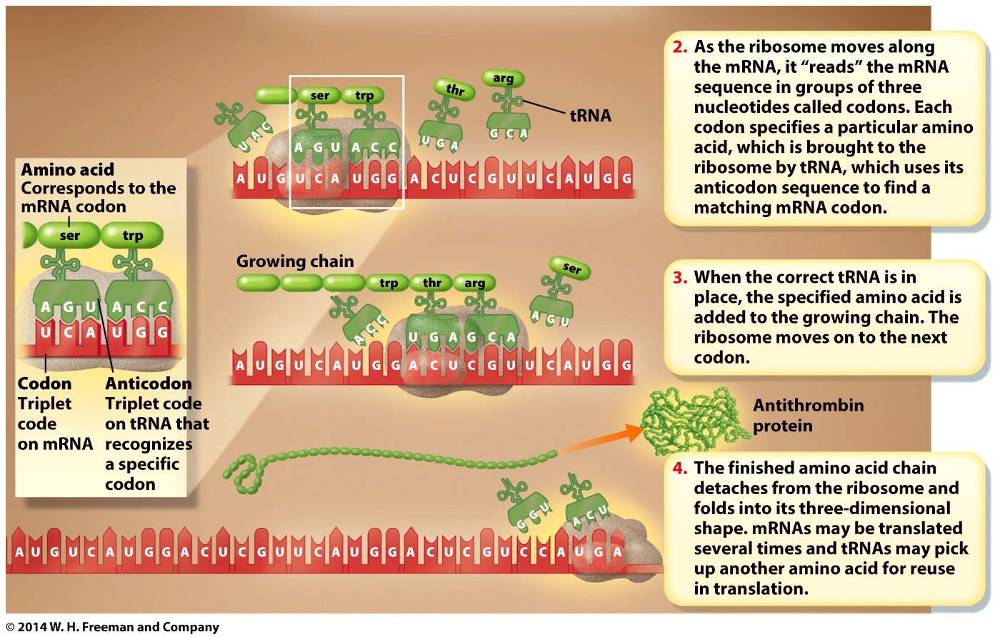 2. As the ribosome moves along
the mRNA, it “reads” the mRNA
sequence in groups of three
nucleotides called codons. Each
codon specifies a particular amino
acid, which is brought to the
ribosome by tRNA, which uses its
anticodon sequence to find a
matching mRNA codon.
ser trp thr arg
tRNA
U A C
A G U A C C
U G A
G C A
A U G U C A U G G A C U C G U U C A U G G
Amino acid
Corresponds to the
mRNA codon
ser trp
A G U A C C
U C A U G G
Codon
Triplet
code
on mRNA
Anticodon
Triplet code
on tRNA that
recognizes
a specific
codon
Growing chain
trp thr arg
ser
A C C
U G A G C A
A G U
A U G U C A U G G A C U C G U U C A U G G
3. When the correct tRNA is in
place, the specified amino acid is
added to the growing chain. The
ribosome moves on to the next
codon.
Antithrombin
protein
G G U
A C U
A U G U C A U G G A C U C G U U C A U G G A C U C G U C C A U G A
4. The finished amino acid chain
detaches from the ribosome and
folds into its three-dimensional
shape. mRNAs may be translated
several times and tRNAs may pick
up another amino acid for reuse
in translation.
© 2014 W. H. Freeman and Company